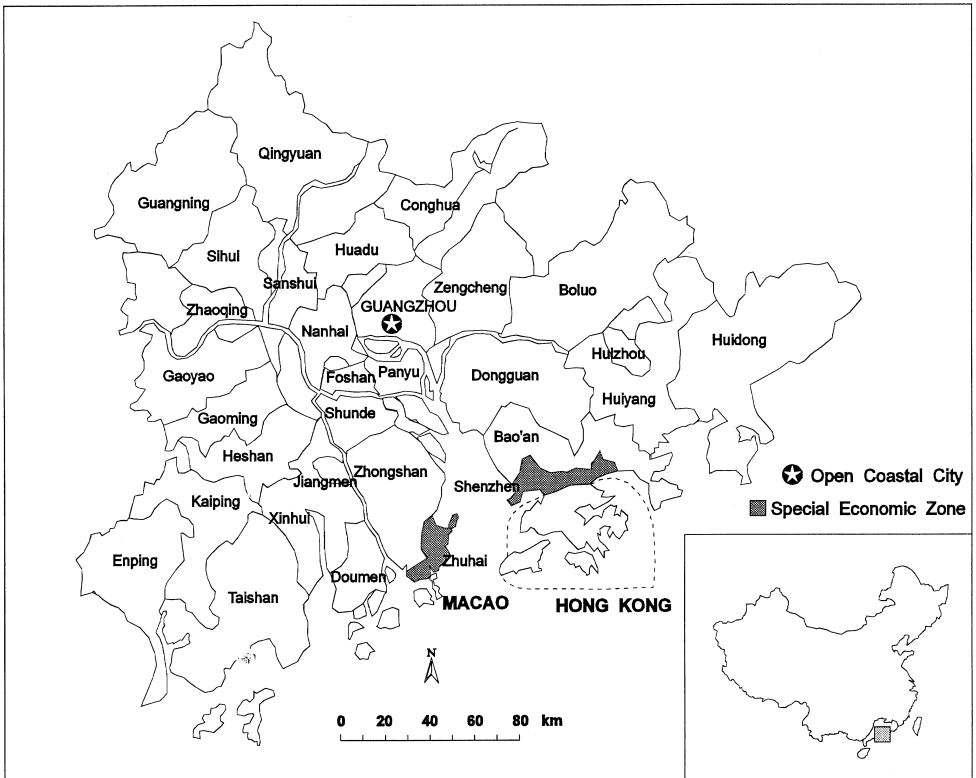 Qingyuan
Guangning
Conghua
Sihui
Huadu
Sanshui
Zengcheng
Boluo
Zhaoqing
GUANGZHOU
Nanhai
Huidong
Huizhou
Gaoyao
Foshan
Panyu
Dongguan
Huiyang
Gaoming
Shunde
Bao'an
Heshan
Zhongshan
Jiangmen
Shenzhen
Open Coastal City
Kaiping
Xinhui
Special Economic Zone
Enping
Zhuhai
Doumen
Taishan
MACAO
HONG KONG
N
0 20 40 60 80 km